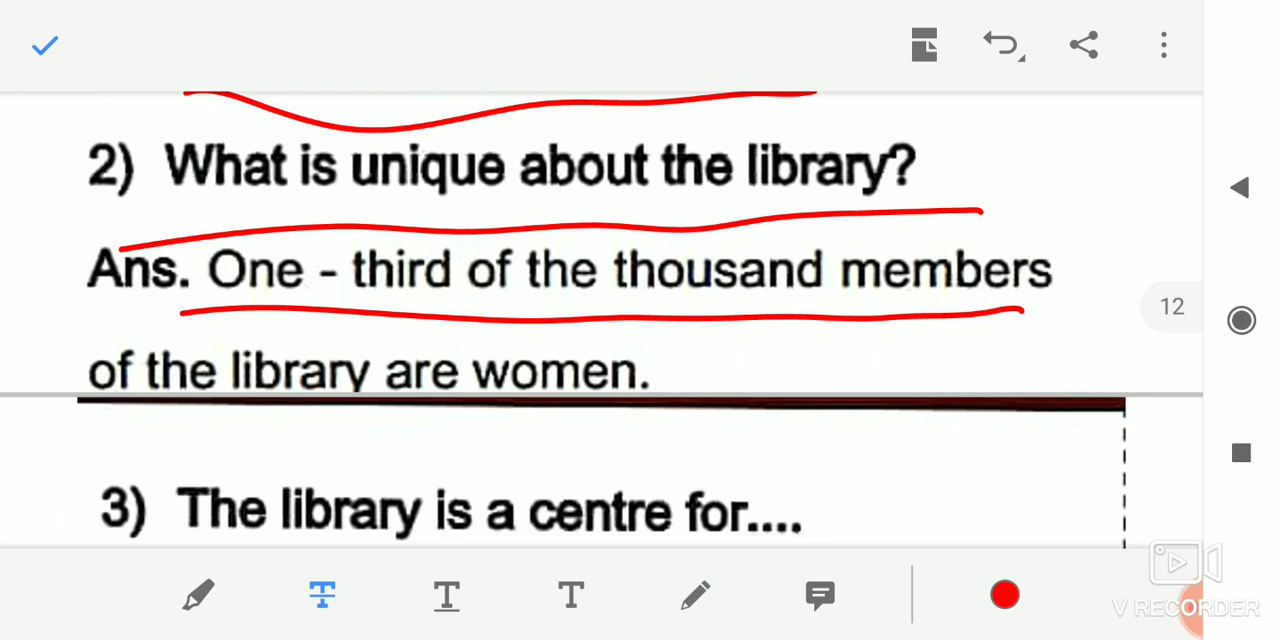 2) What is unique about the library?
Ans. One - third of the thousand members
12
of the library are women.
3) The library is a centre for....
V RECORDER